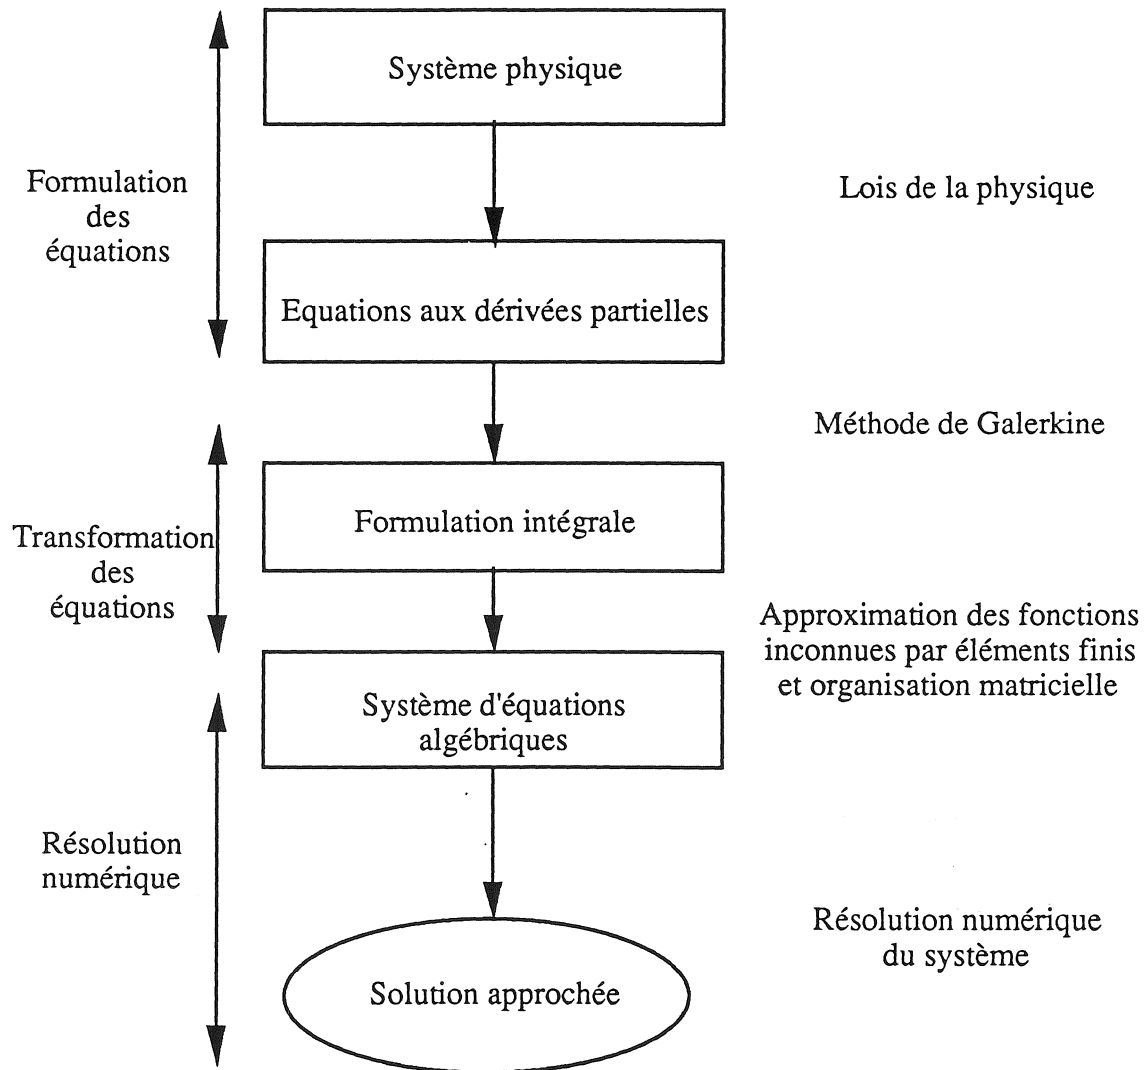 Système physique
Formulation
des
équations
Lois de la physique
Equations aux dérivées partielles
Méthode de Galerkine
Formulation intégrale
Transformation
des
équations
Approximation des fonctions
inconnues par éléments finis
et organisation matricielle
Système d'équations
algébriques
Résolution
numérique
Résolution numérique
du système
Solution approchée